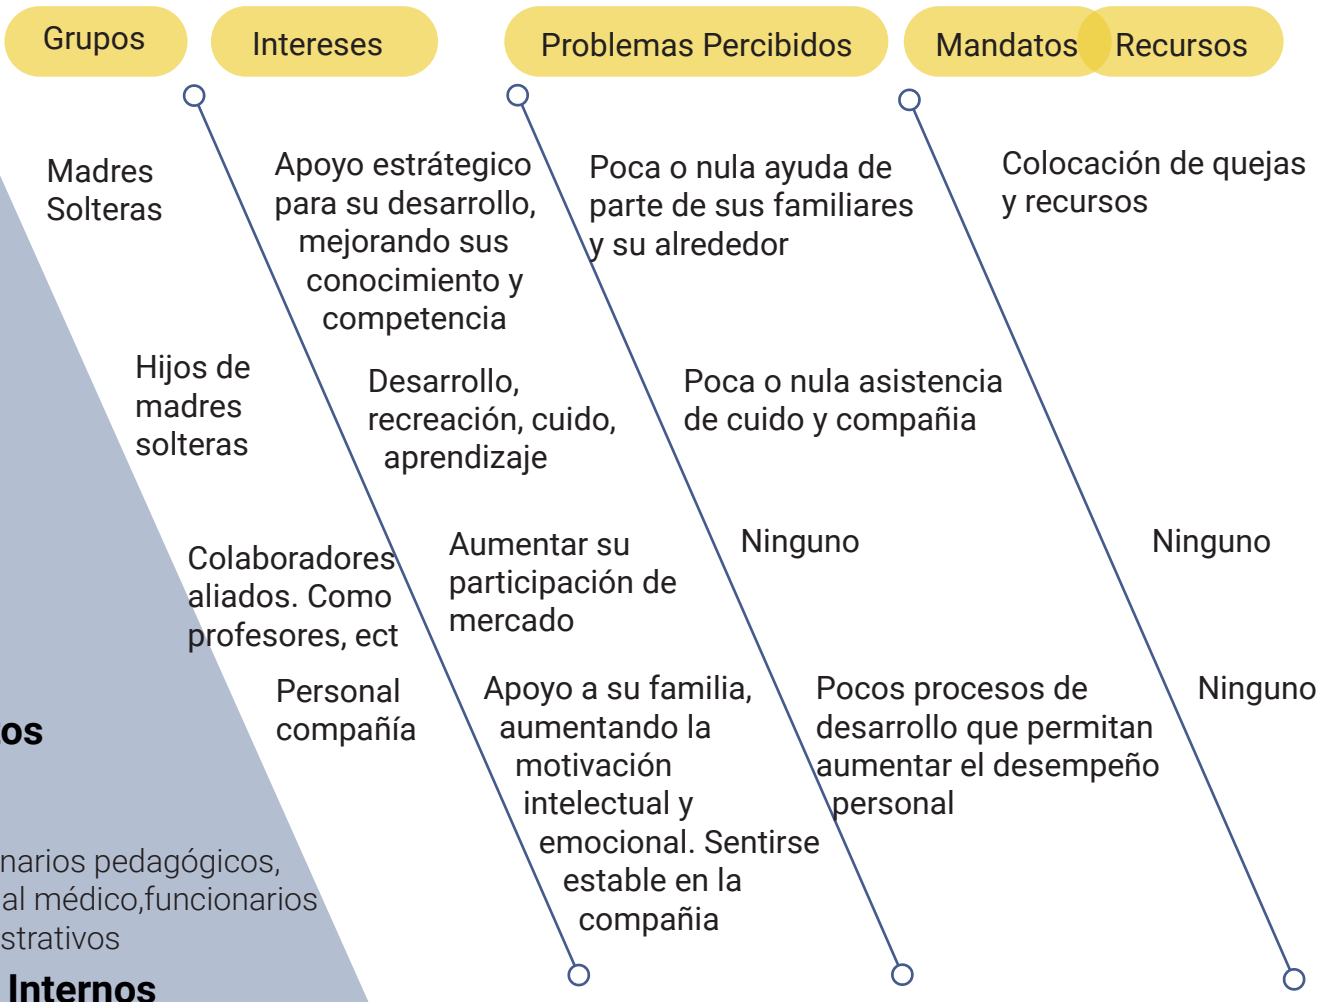 Grupos
Intereses
Problemas Percibidos
Mandatos
Recursos
Madres
Solteras
Apoyo estrátegico
para su desarrollo,
mejorando sus
conocimiento y
competencia
Poca o nula ayuda de
parte de sus familiares
y su alrededor
Colocación de quejas
y recursos
Hijos de
madres
solteras
Desarrollo,
recreación, cuido,
aprendizaje
Poca o nula asistencia
de cuido y compañia
Colaboradores
aliados. Como
profesores, ect
Aumentar su
participación de
mercado
Ninguno
Ninguno
Personal
compañía
Apoyo a su familia,
aumentando la
motivación
intelectual y
emocional. Sentirse
estable en la
compañia
Pocos procesos de
desarrollo que permitan
aumentar el desempeño
personal
Ninguno
os
narios pedagógicos,
al médico,funcionarios
strativos
Internos